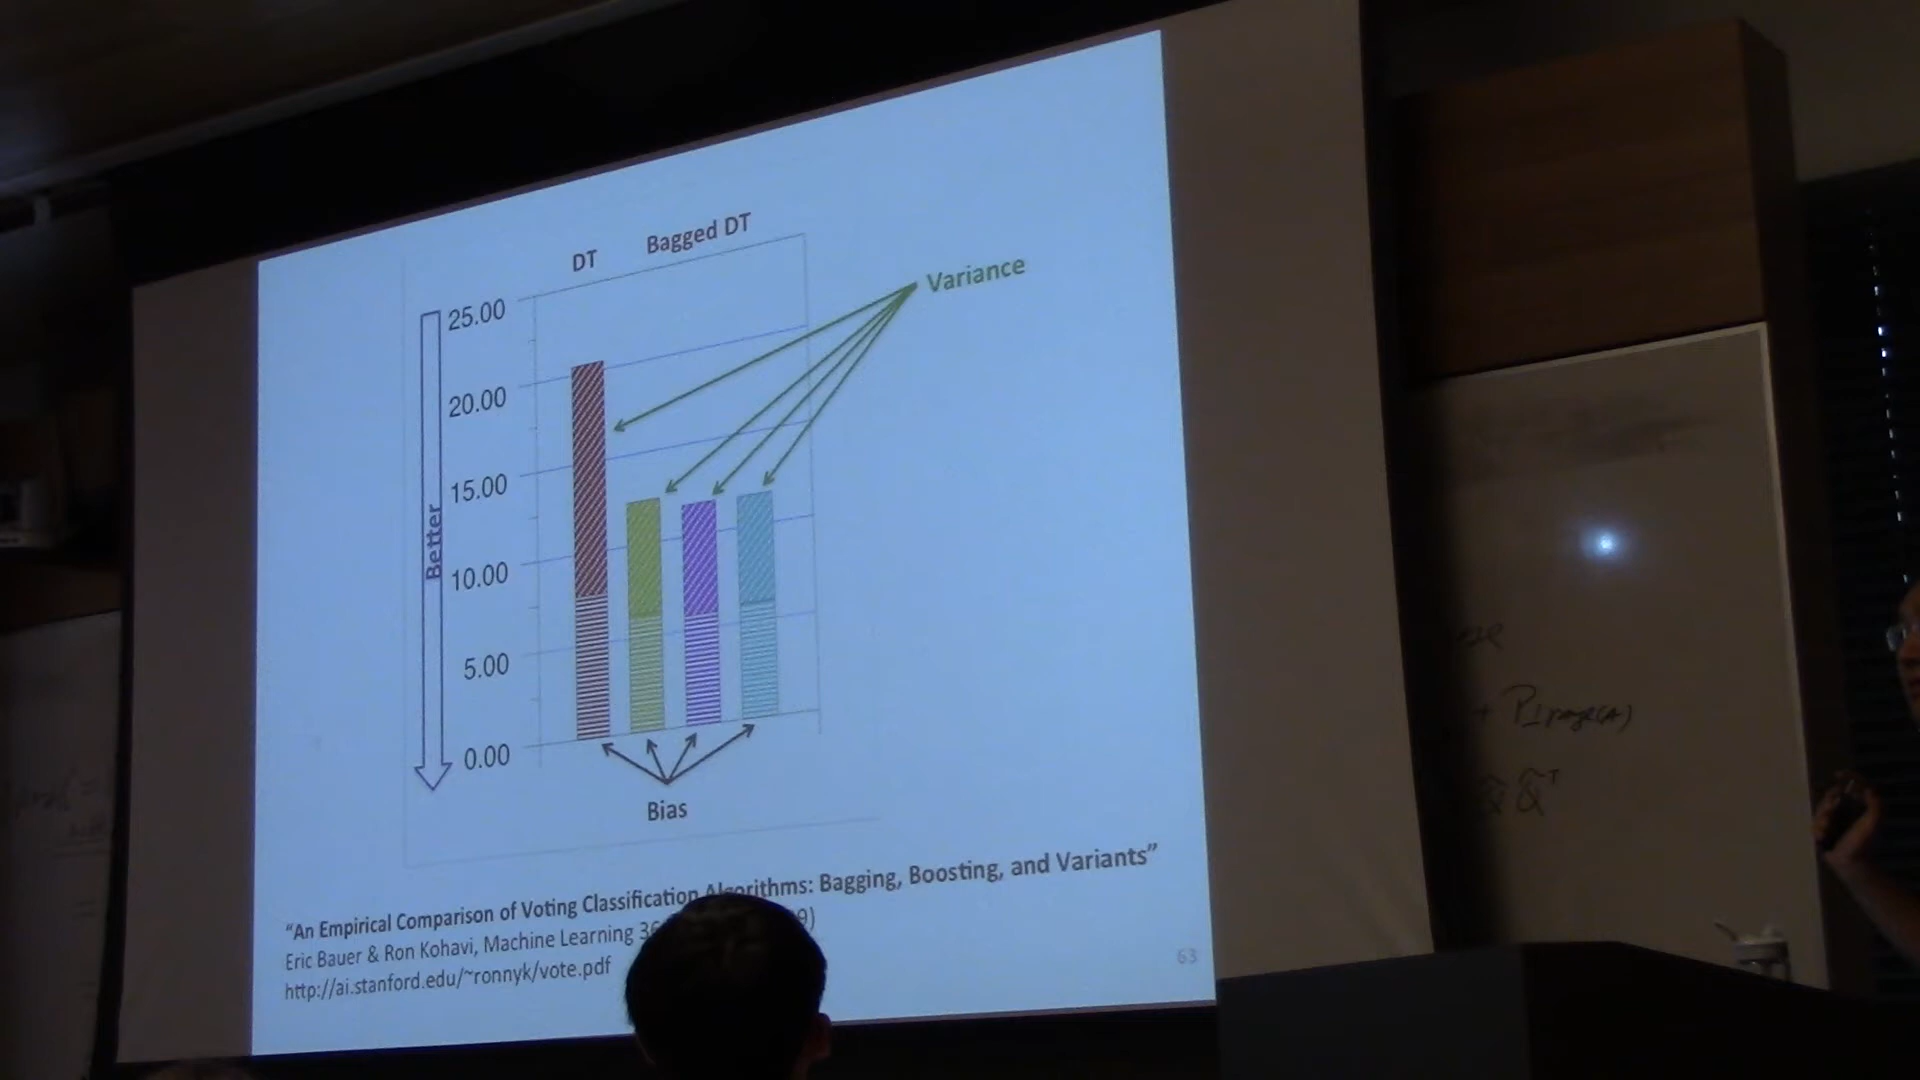 DT Bagged DT
Variance
25.00
20.00
15.00
10.00
5.00
0.00
Better
Bias
"An Empirical Comparison of Voting Classification Algorithms: Bagging, Boosting, and Variants"
Eric Bauer & Ron Kohavi, Machine Learning
http://ai.stanford.edu/~ronnyk/vote.pdf
63